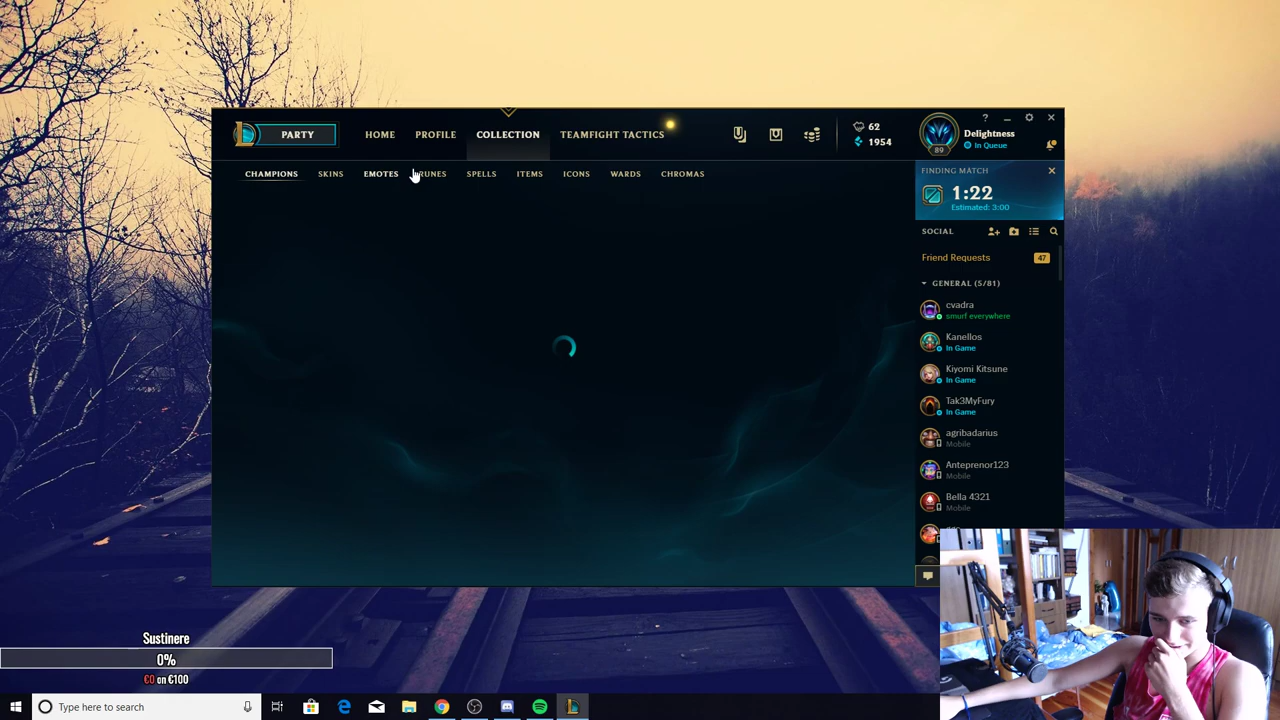 PARTY
HOME
PROFILE
COLLECTION
TEAMFIGHT TACTICS
62
1954
89
Delightness
In Queue
CHAMPIONS
SKINS
EMOTES
RUNES
SPELLS
ITEMS
ICONS
WARDS
CHROMAS
FINDING MATCH
1:22
Estimated: 3:00
SOCIAL
Friend Requests
47
GENERAL (5/81)
cvadra
smurf everywhere
Kanellos
In Game
Kiyomi Kitsune
In Game
Tak3MyFury
In Game
agribadarius
Mobile
Anteprenor123
Mobile
Bella 4321
Mobile
Sustinere
0%
€0 on €100
Type here to search